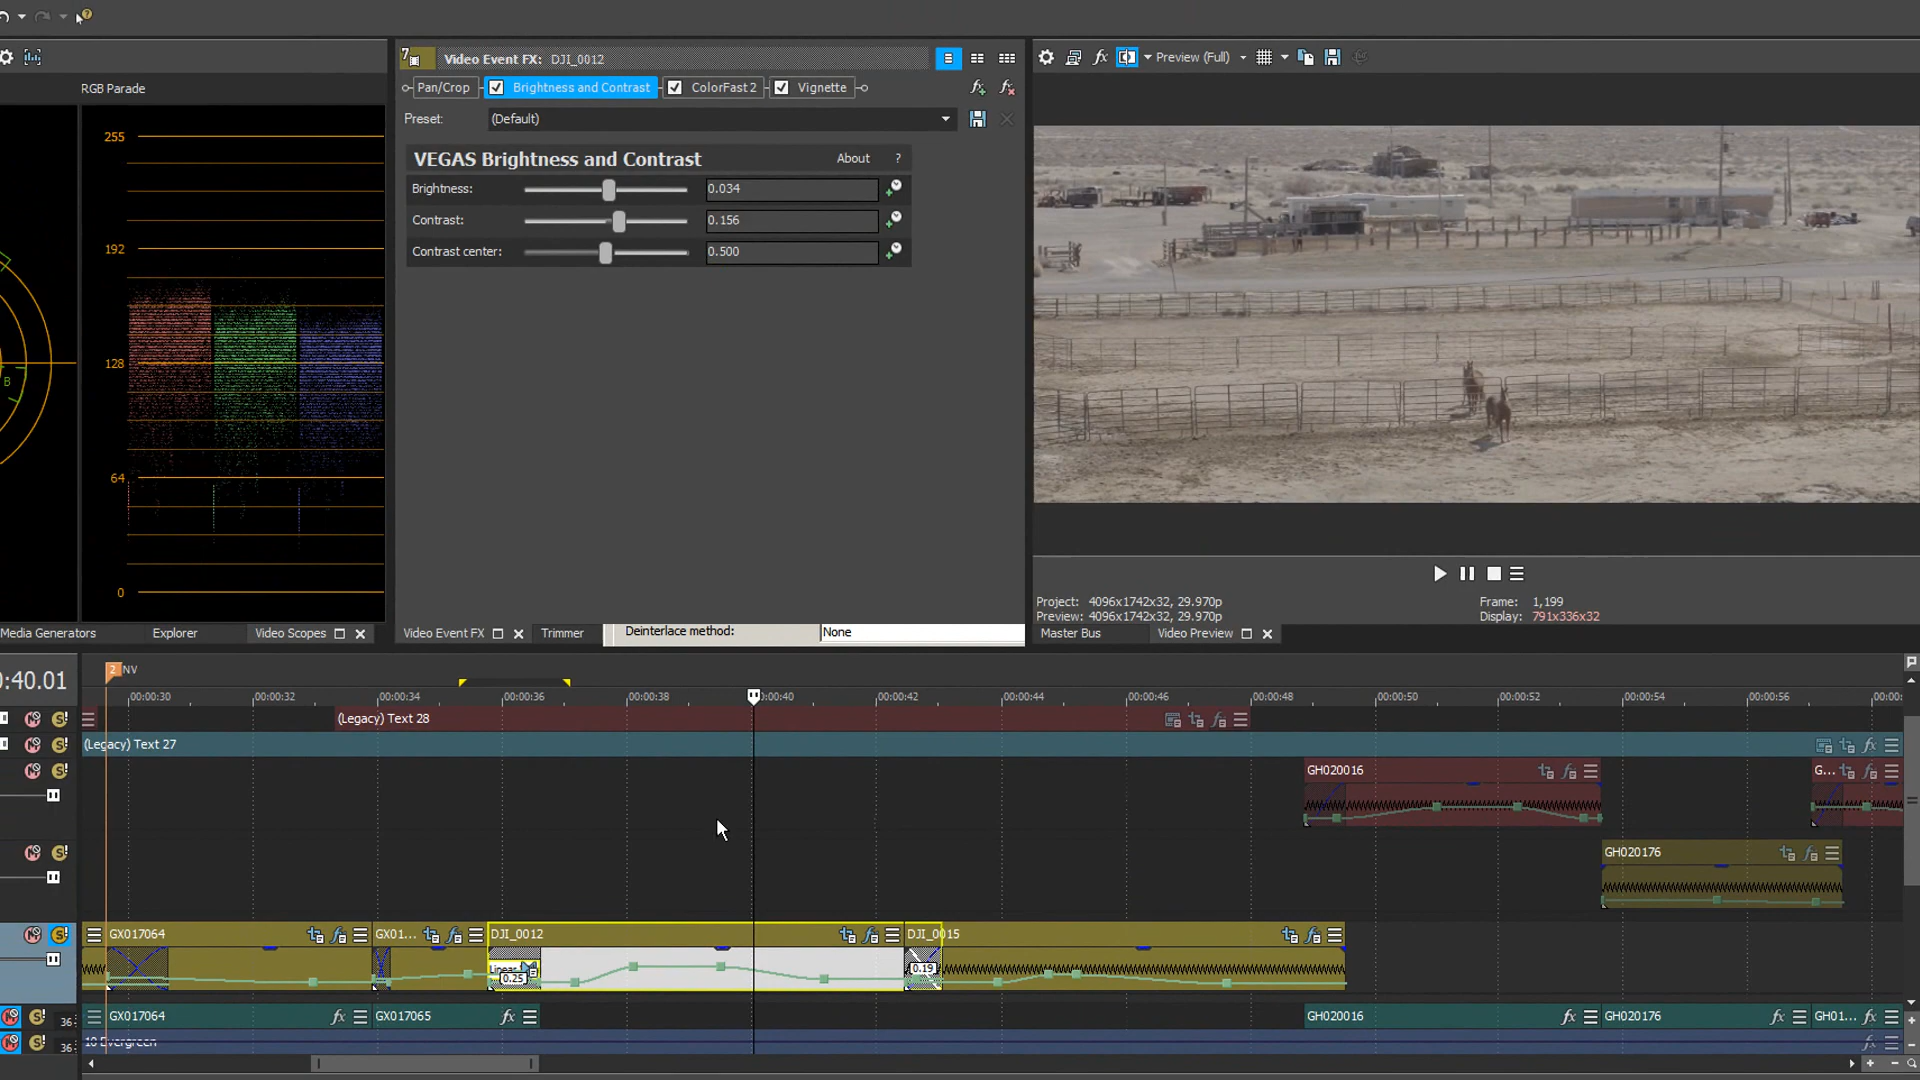 7
Video Event FX: DJI_0012
Preview (Full)
RGB Parade
Pan/Crop
Brightness and Contrast
ColorFast 2
Vignette
Preset:
(Default)
255
VEGAS Brightness and Contrast
About
?
Brightness:
0.034
Contrast:
0.156
192
Contrast center:
0.500
128
B
64
0
Project: 4096x1742x32, 29.970p
Preview: 4096x1742x32, 29.970p
Frame: 1,199
Display: 791x336x32
Media Generators
Explorer
Video Scopes
Video Event FX
Trimmer
Deinterlace method:
None
Master Bus
Video Preview
:40.01
2
NV
00:00:30
00:00:32
00:00:34
00:00:36
00:00:38
00:00:40
00:00:42
00:00:44
00:00:46
00:00:48
00:00:50
00:00:52
00:00:54
00:00:56
00:00:
(Legacy) Text 28
(Legacy) Text 27
GH020016
G...
GH020176
GX017064
GX01...
DJI_0012
DJI_0015
Linear
0.25
0.19
36
GX017064
GX017065
GH020016
GH020176
GH01...
36
10 Evergreen